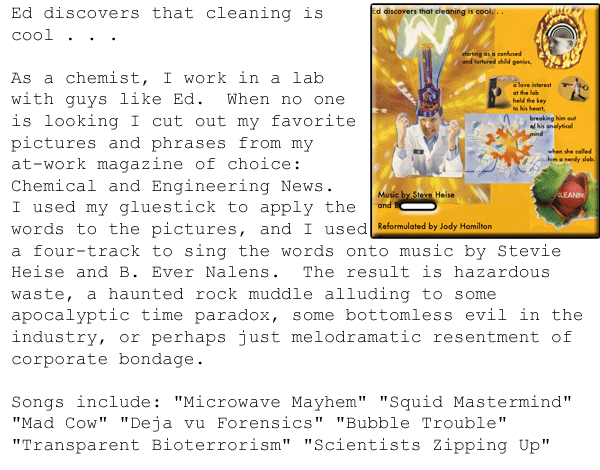 Ed discovers that cleaning is
cool . . .
As a chemist, I work in a lab
with guys like Ed.  When no one
is looking I cut out my favorite
pictures and phrases from my
at-work magazine of choice:
Chemical and Engineering News.
I used my gluestick to apply the
words to the pictures, and I used
a four-track to sing the words onto music by Stevie
Heise and B. Ever Nalens.  The result is hazardous
waste, a haunted rock muddle alluding to some
apocalyptic time paradox, some bottomless evil in the
industry, or perhaps just melodramatic resentment of
corporate bondage.
Songs include: "Microwave Mayhem" "Squid Mastermind"
"Mad Cow" "Deja vu Forensics" "Bubble Trouble"
"Transparent Bioterrorism" "Scientists Zipping Up"
Ed discovers that cleaning is cool. . .
starting as a confused
and tortured child genius,
a love interest
at the lab
held the key
to his heart,
breaking him out
of his analytical
mind
when she called
him a nerdy slob.
CLEANING
Music by Steve Heise
and B
Reformulated by Jody Hamilton